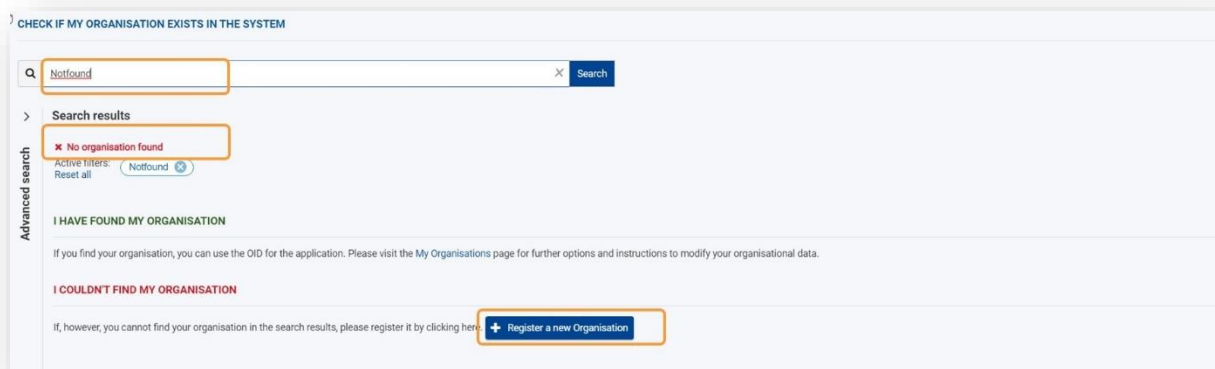 CHECK IF MY ORGANISATION EXISTS IN THE SYSTEM
Notfound
Search
Search results
No organisation found
Active filters: Notfound
Reset all
Advanced search
I HAVE FOUND MY ORGANISATION
If you find your organisation, you can use the OID for the application. Please visit the My Organisations page for further options and instructions to modify your organisational data.
I COULDN'T FIND MY ORGANISATION
If, however, you cannot find your organisation in the search results, please register it by clicking here. Register a new Organisation